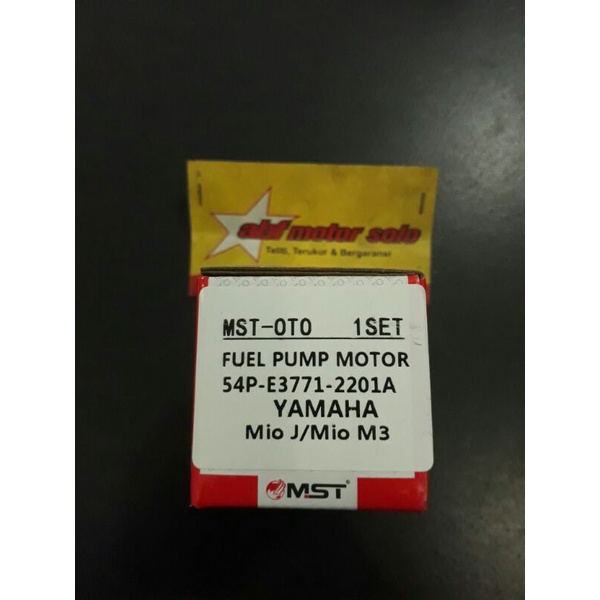 abf motor solo
Teliti, Terukur & Bergaransi
MST-OTO 1SET
FUEL PUMP MOTOR
54P-E3771-2201A
YAMAHA
Mio J/Mio M3
MST®